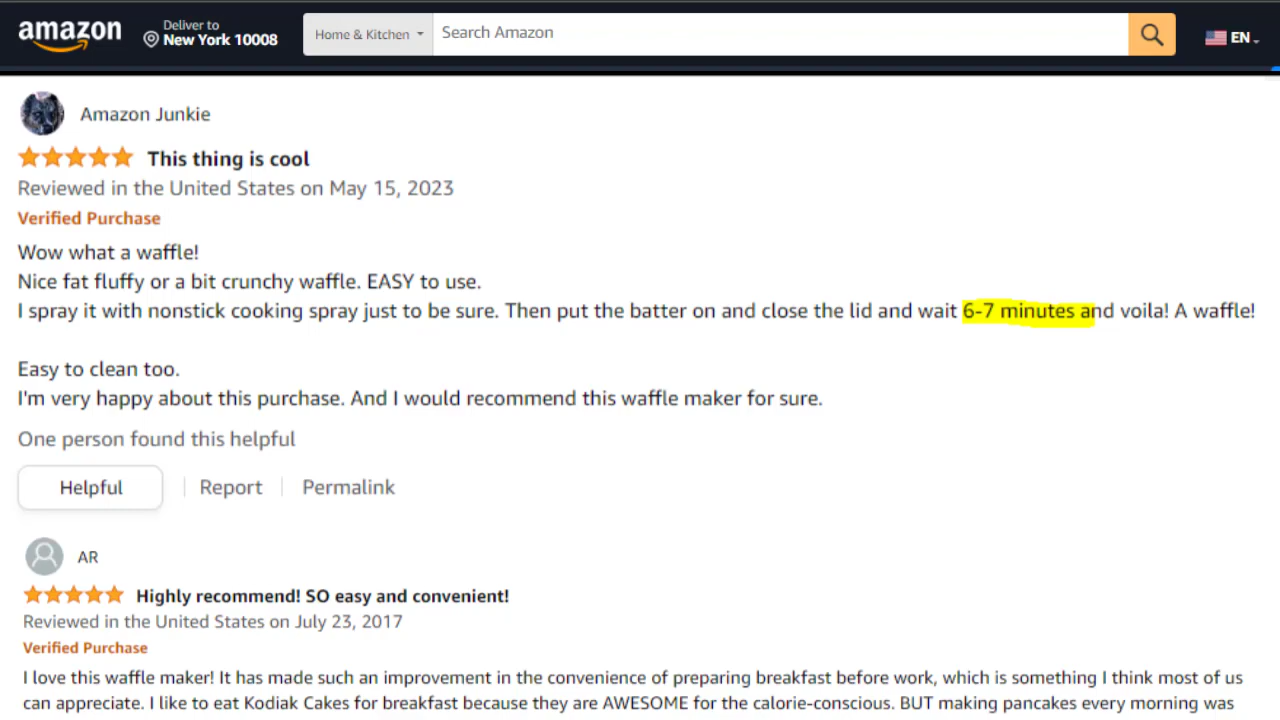 amazon
Deliver to
New York 10008
Home & Kitchen
Search Amazon
EN
Amazon Junkie
This thing is cool
Reviewed in the United States on May 15, 2023
Verified Purchase
Wow what a waffle!
Nice fat fluffy or a bit crunchy waffle. EASY to use.
I spray it with nonstick cooking spray just to be sure. Then put the batter on and close the lid and wait 6-7 minutes and voila! A waffle!
Easy to clean too.
I'm very happy about this purchase. And I would recommend this waffle maker for sure.
One person found this helpful
Helpful
Report
Permalink
AR
Highly recommend! SO easy and convenient!
Reviewed in the United States on July 23, 2017
Verified Purchase
I love this waffle maker! It has made such an improvement in the convenience of preparing breakfast before work, which is something I think most of us
can appreciate. I like to eat Kodiak Cakes for breakfast because they are AWESOME for the calorie-conscious. BUT making pancakes every morning was